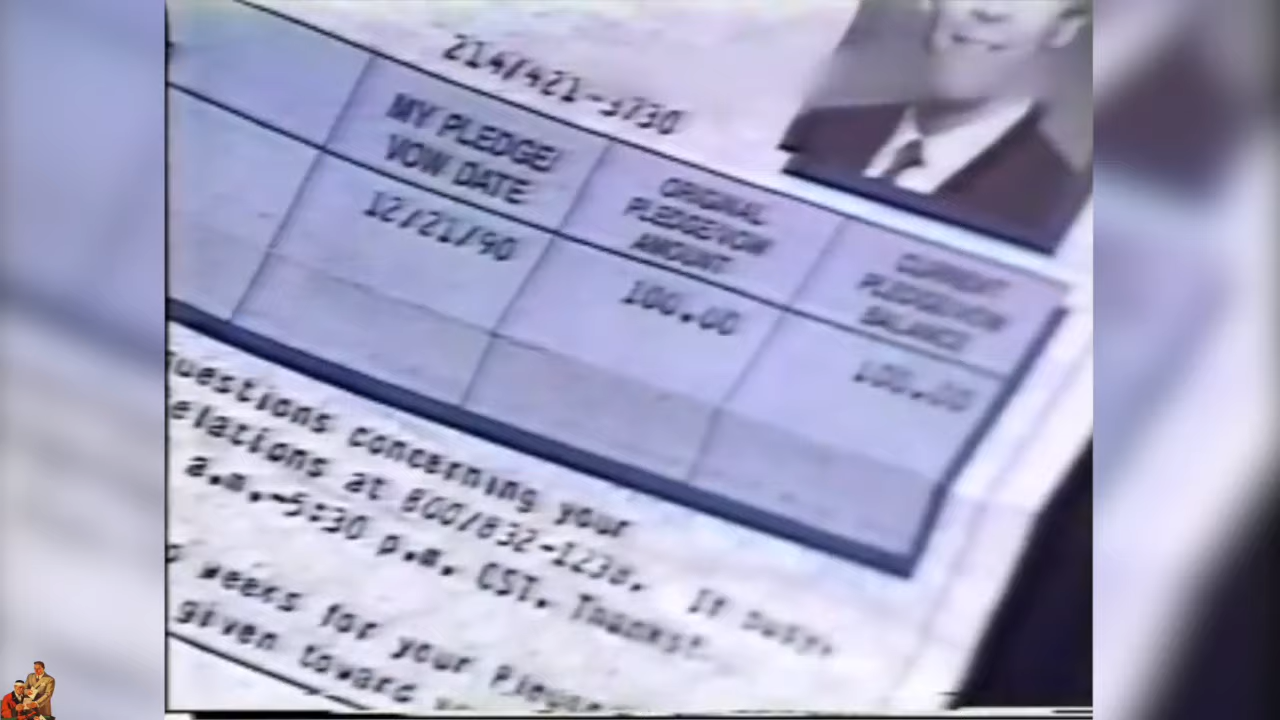 214/421-3730
MY PLEDGE/
VOW DATE
ORIGINAL
PLEDGE/VOW
AMOUNT
CURRENT
PLEDGE/VOW
BALANCE
12/21/90
100.00
100.00
questions concerning your
elations at 800/832-1230. If busy,
a.m.-5:30 p.m. CST. Thanks!
weeks for your Pledge
given toward